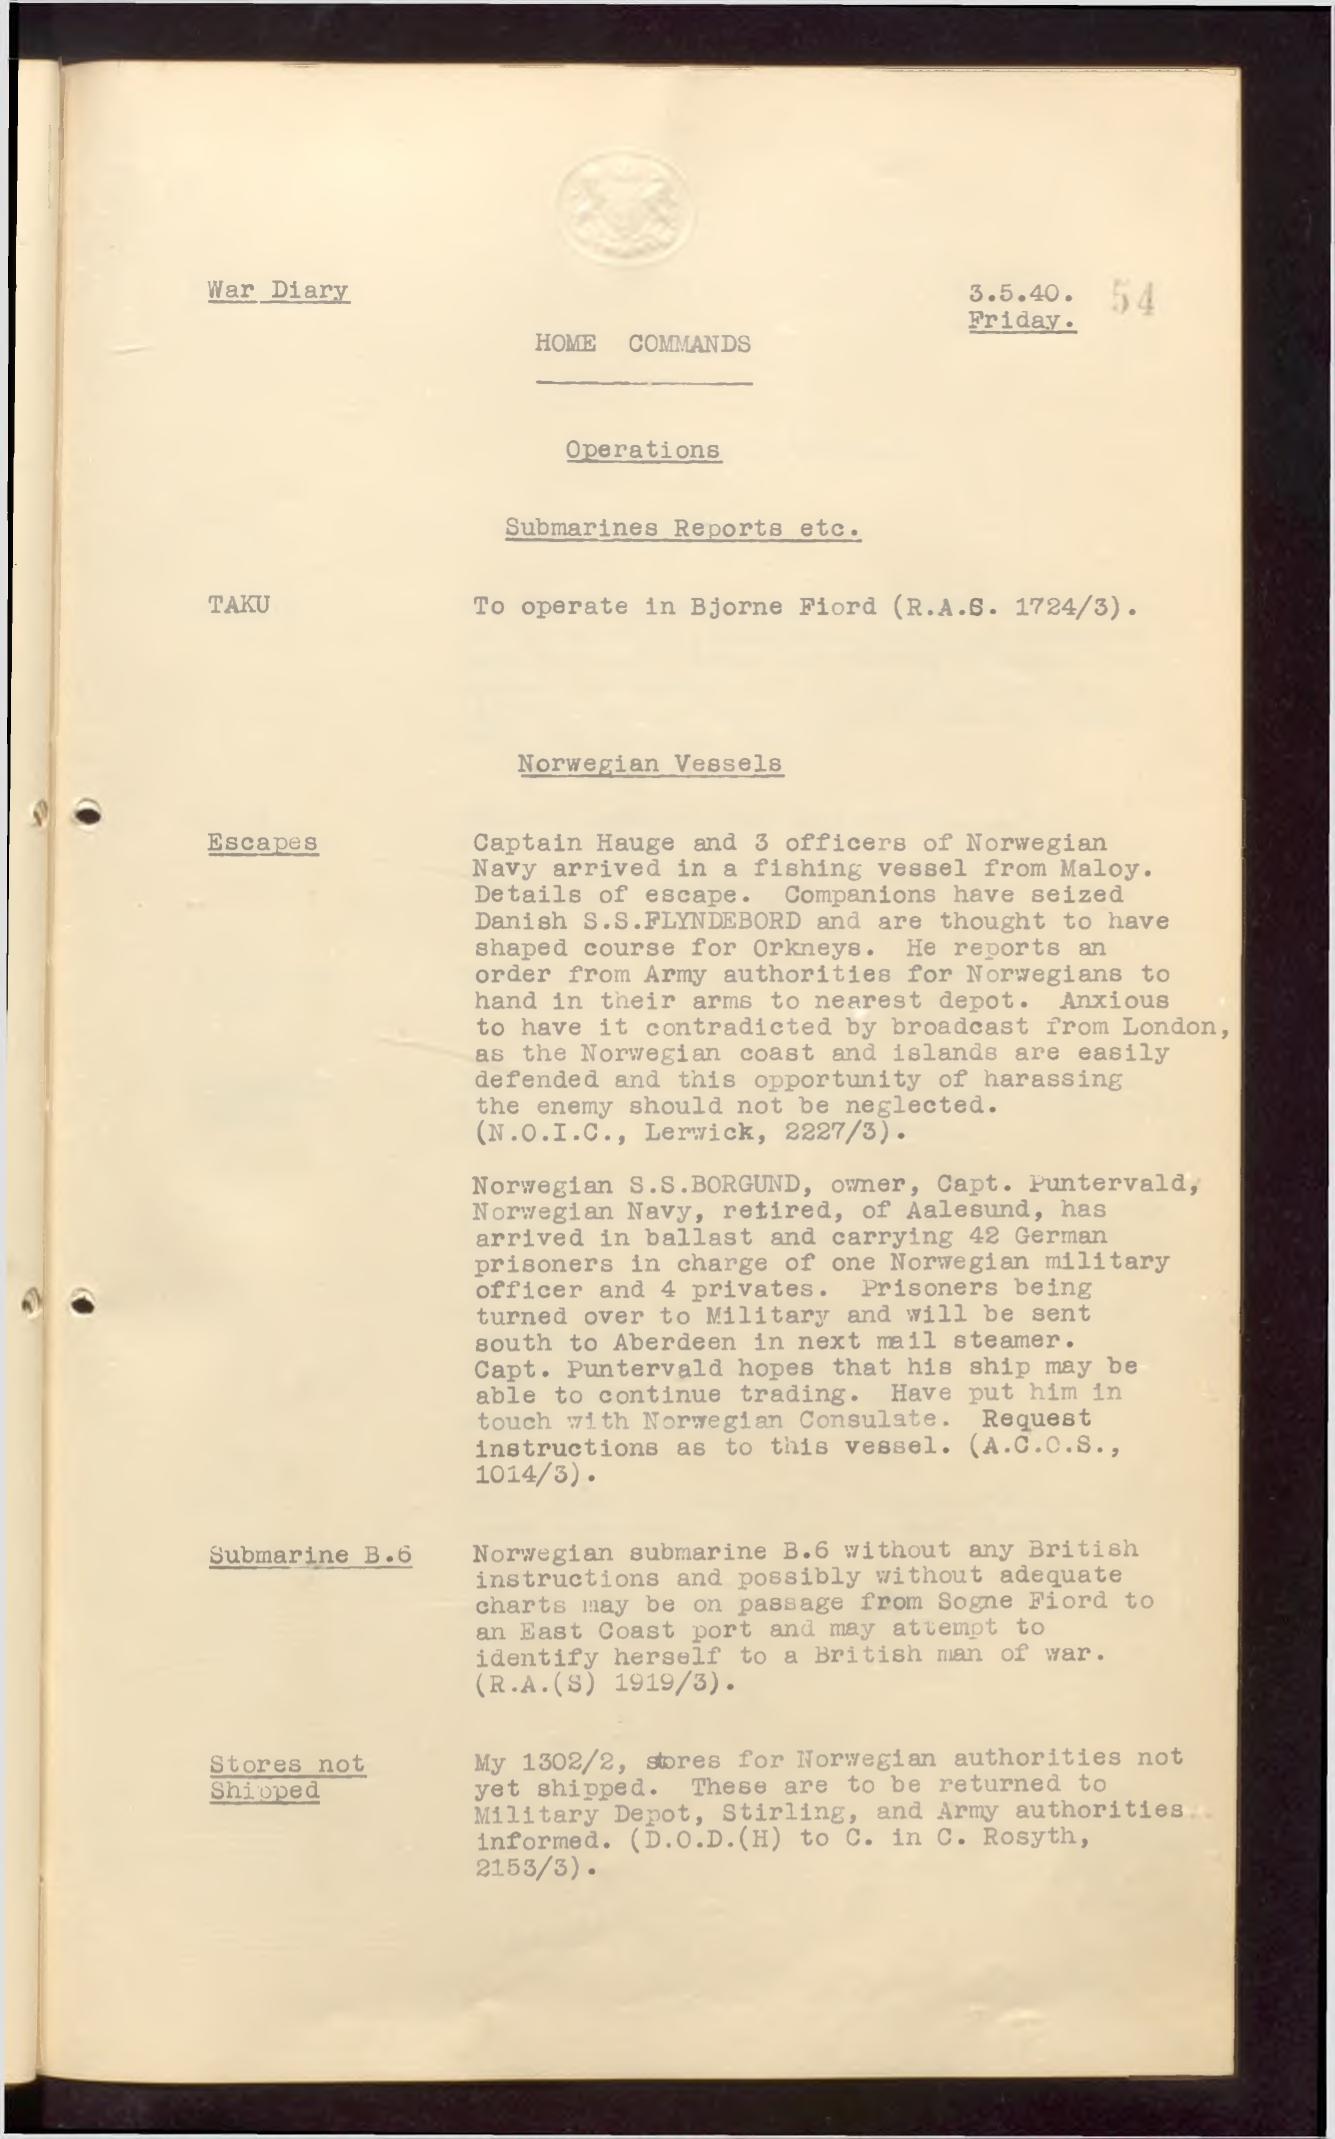 War Diary
3.5.40. 54
Friday.
HOME COMMANDS
Operations
Submarines Reports etc.
TAKU
To operate in Bjorne Fiord (R.A.S. 1724/3).
Norwegian Vessels
Escapes
Captain Hauge and 3 officers of Norwegian
Navy arrived in a fishing vessel from Maloy.
Details of escape. Companions have seized
Danish S.S.FLYNDEBORD and are thought to have
shaped course for Orkneys. He reports an
order from Army authorities for Norwegians to
hand in their arms to nearest depot. Anxious
to have it contradicted by broadcast from London,
as the Norwegian coast and islands are easily
defended and this opportunity of harassing
the enemy should not be neglected.
(N.O.I.C., Lerwick, 2227/3).
Norwegian S.S.BORGUND, owner, Capt. Puntervald,
Norwegian Navy, retired, of Aalesund, has
arrived in ballast and carrying 42 German
prisoners in charge of one Norwegian military
officer and 4 privates. Prisoners being
turned over to Military and will be sent
south to Aberdeen in next mail steamer.
Capt. Puntervald hopes that his ship may be
able to continue trading. Have put him in
touch with Norwegian Consulate. Request
instructions as to this vessel. (A.C.O.S.,
1014/3).
Submarine B.6
Norwegian submarine B.6 without any British
instructions and possibly without adequate
charts may be on passage from Sogne Fiord to
an East Coast port and may attempt to
identify herself to a British man of war.
(R.A.(S) 1919/3).
Stores not
Shipped
My 1302/2, stores for Norwegian authorities not
yet shipped. These are to be returned to
Military Depot, Stirling, and Army authorities
informed. (D.O.D.(H) to C. in C. Rosyth,
2153/3).